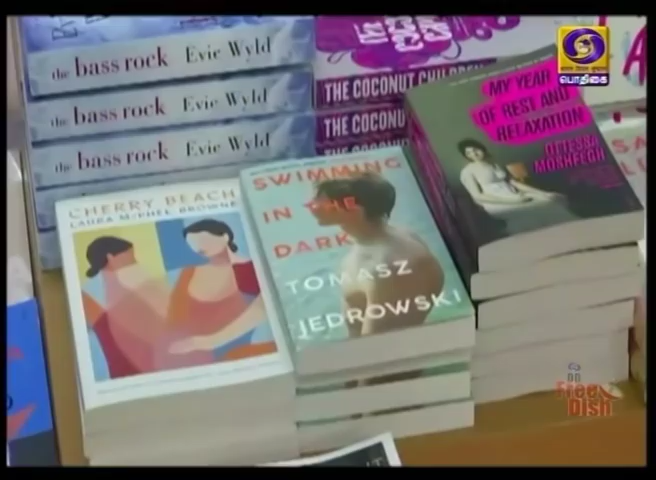 the bass rock Evie Wyld
the bass rock Evie Wyld
the bass rock Evie Wyld
THE COCONUT CHILDREN
THE COCONU
MY YEAR
OF REST AND
RELAXATION
OTTESSA
MOSHFEGH
பொதிகை
CHERRY BEACH
LAURA MCPHEE-BROWNE
SWIMMING
IN THE
DARK
TOMASZ
JEDROWSKI
Free
Dish